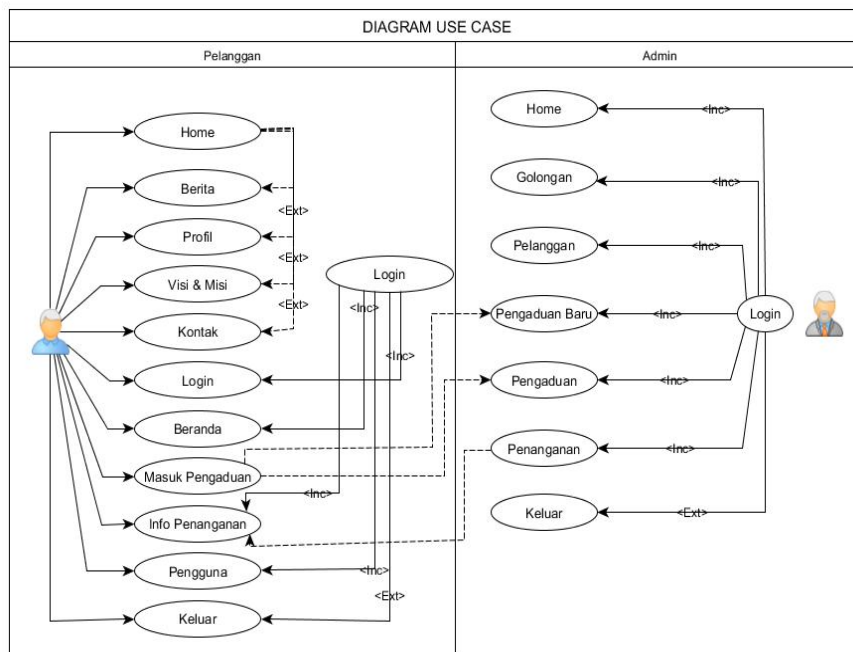 DIAGRAM USE CASE
Pelanggan
Admin
Home
Berita
<Ext>
Profil
<Ext>
Visi & Misi
<Ext>
Kontak
Login
Beranda
Masuk Pengaduan
Info Penanganan
Pengguna
Keluar
Login
<Inc>
<Inc>
<Inc>
<Inc>
<Ext>
Home
<Inc>
Golongan
<Inc>
Pelanggan
<Inc>
Pengaduan Baru
<Inc>
Login
Pengaduan
<Inc>
Penanganan
<Inc>
Keluar
<Ext>